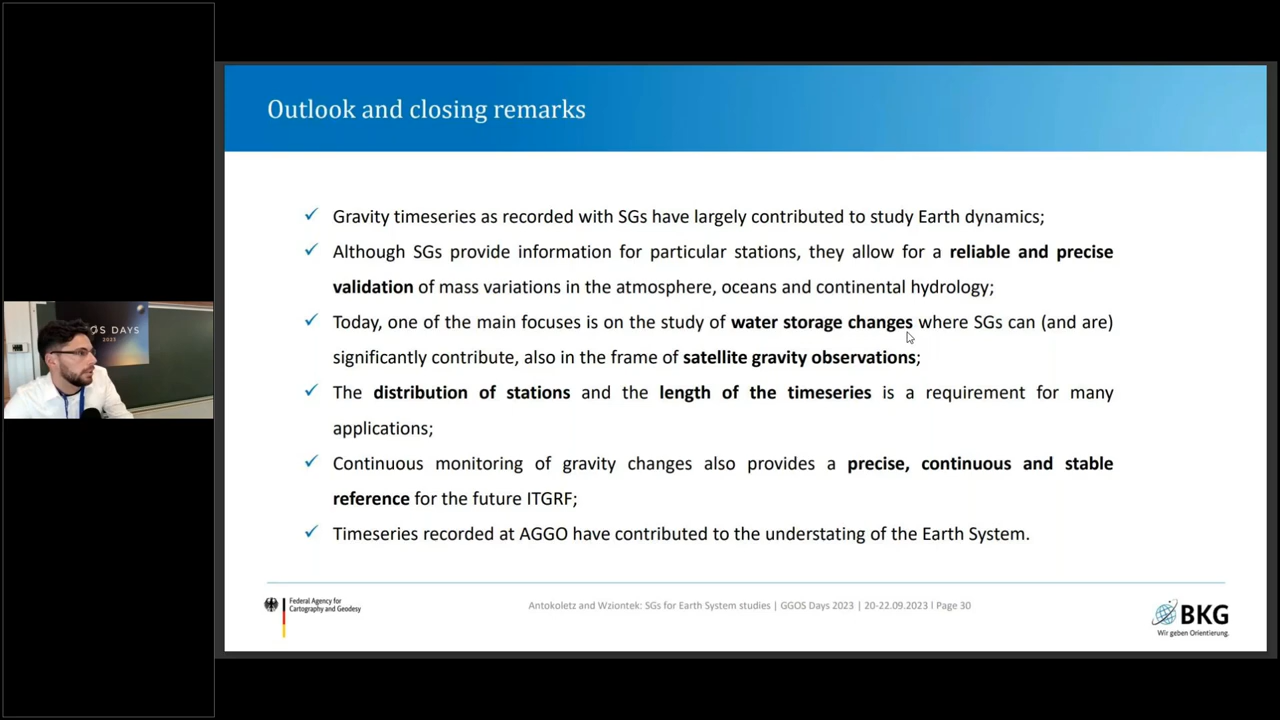 Outlook and closing remarks
Gravity timeseries as recorded with SGs have largely contributed to study Earth dynamics;
Although SGs provide information for particular stations, they allow for a reliable and precise
validation of mass variations in the atmosphere, oceans and continental hydrology;
Today, one of the main focuses is on the study of water storage changes where SGs can (and are)
significantly contribute, also in the frame of satellite gravity observations;
The distribution of stations and the length of the timeseries is a requirement for many
applications;
Continuous monitoring of gravity changes also provides a precise, continuous and stable
reference for the future ITGRF;
Timeseries recorded at AGGO have contributed to the understating of the Earth System.
OS DAYS
2023
Federal Agency for
Cartography and Geodesy
Antokoletz and Wziontek: SGs for Earth System studies | GGOS Days 2023 | 20-22.09.2023 I Page 30
BKG
Wir geben Orientierung.